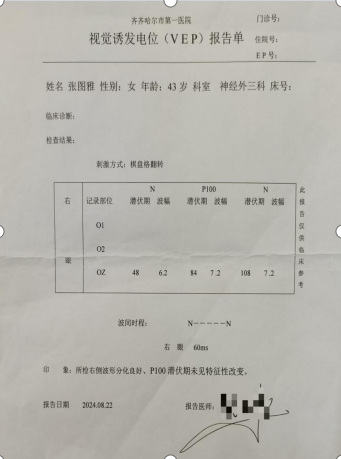 齐齐哈尔市第一医院
门诊号:
视觉诱发电位（VEP）报告单
住院号:
EP号:
姓名 张图雅 性别: 女 年龄: 43岁 科室 神经外三科 床号:
临床诊断:
检查结果:
刺激方式: 棋盘格翻转
N P100 N
右 记录部位 潜伏期 波幅 潜伏期 波幅 潜伏期 波幅
O1
O2
眼 OZ 48 6.2 84 7.2 108 7.2
此报告仅供临床参考
波间时程: N-----N
右 眼 60ms
印 象: 所检右侧波形分化良好、P100潜伏期未见特征性改变。
报告日期 2024.08.22 报告医师: